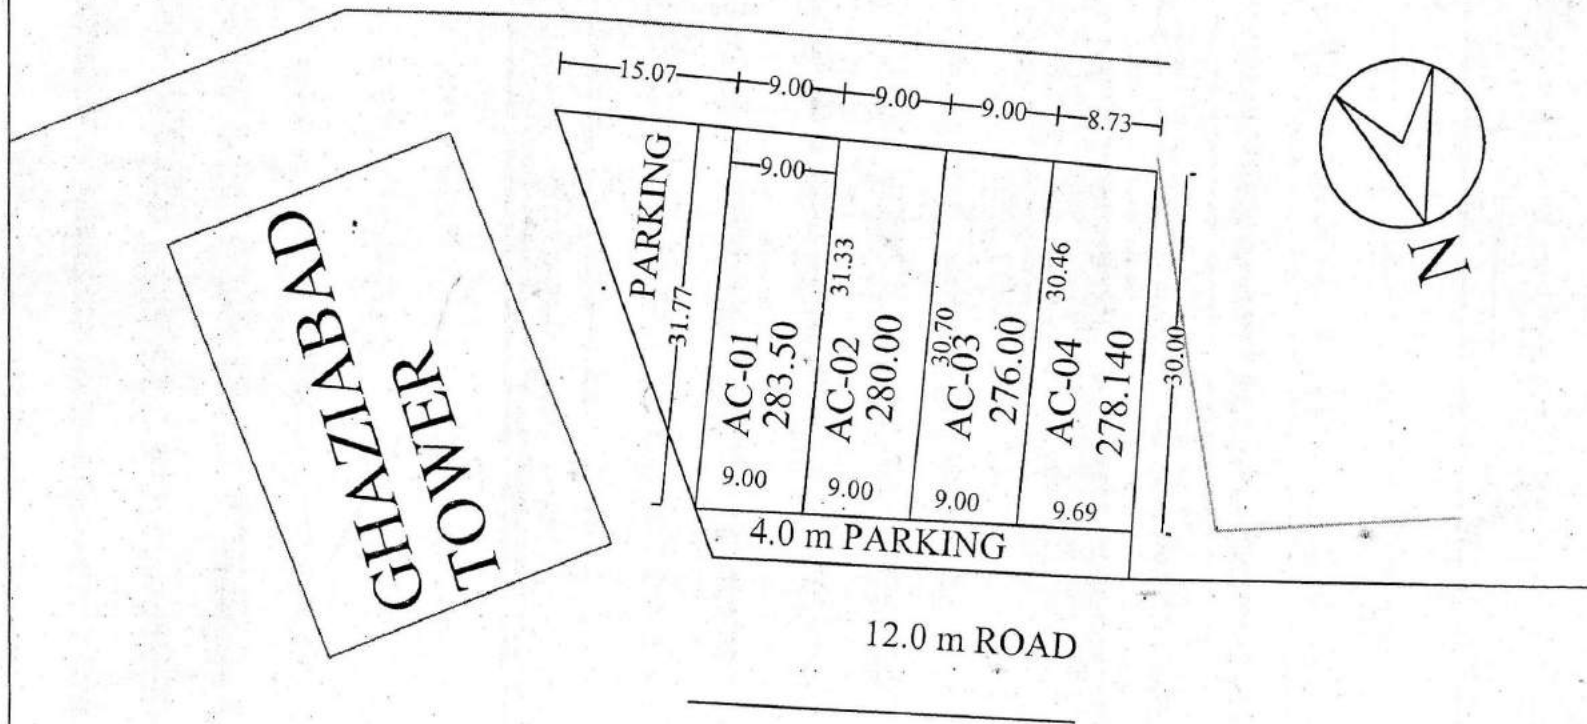 15.07
9.00
9.00
9.00
8.73
9.00
PARKING
31.77
31.33
30.70
30.46
30.00
AC-01
283.50
AC-02
280.00
AC-03
276.00
AC-04
278.140
9.00
9.00
9.00
9.69
4.0 m PARKING
12.0 m ROAD
GHAZIABAD
TOWER
N